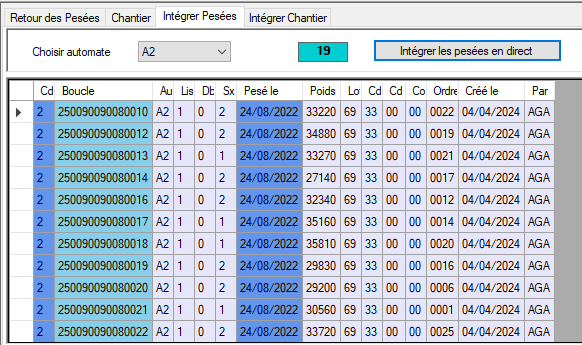 Retour des Pesées Chantier Intégrer Pesées Intégrer Chantier
Choisir automate A2 19 Intégrer les pesées en direct
Cd Boucle Au Lis Db Sx Pesé le Poids Lo Cd Cd Co Ordre Créé le Par
2 250090090080010 A2 1 0 2 24/08/2022 33220 69 33 00 00 0022 04/04/2024 AGA
2 250090090080012 A2 1 0 2 24/08/2022 34880 69 33 00 00 0019 04/04/2024 AGA
2 250090090080013 A2 1 0 1 24/08/2022 33270 69 33 00 00 0021 04/04/2024 AGA
2 250090090080014 A2 1 0 2 24/08/2022 27140 69 33 00 00 0017 04/04/2024 AGA
2 250090090080016 A2 1 0 2 24/08/2022 32340 69 33 00 00 0012 04/04/2024 AGA
2 250090090080017 A2 1 0 1 24/08/2022 35160 69 33 00 00 0014 04/04/2024 AGA
2 250090090080018 A2 1 0 1 24/08/2022 35810 69 33 00 00 0020 04/04/2024 AGA
2 250090090080019 A2 1 0 2 24/08/2022 29830 69 33 00 00 0016 04/04/2024 AGA
2 250090090080020 A2 1 0 2 24/08/2022 29200 69 33 00 00 0006 04/04/2024 AGA
2 250090090080021 A2 1 0 1 24/08/2022 30560 69 33 00 00 0001 04/04/2024 AGA
2 250090090080022 A2 1 0 2 24/08/2022 33720 69 33 00 00 0025 04/04/2024 AGA